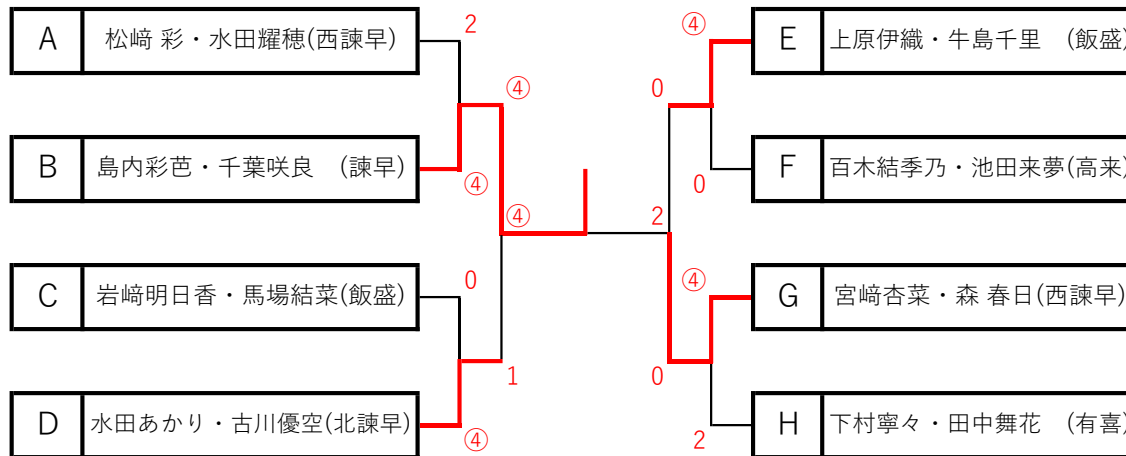 2
④
A 松﨑 彩・水田耀穂(西諫早)
E 上原伊織・牛島千里 (飯盛)
④
0
B 島内彩芭・千葉咲良 (諫早)
F 百木結季乃・池田来夢(高来)
④
0
④
2
0
④
C 岩﨑明日香・馬場結菜(飯盛)
G 宮﨑杏菜・森 春日(西諫早)
1
0
D 水田あかり・古川優空(北諫早)
H 下村寧々・田中舞花 (有喜)
④
2